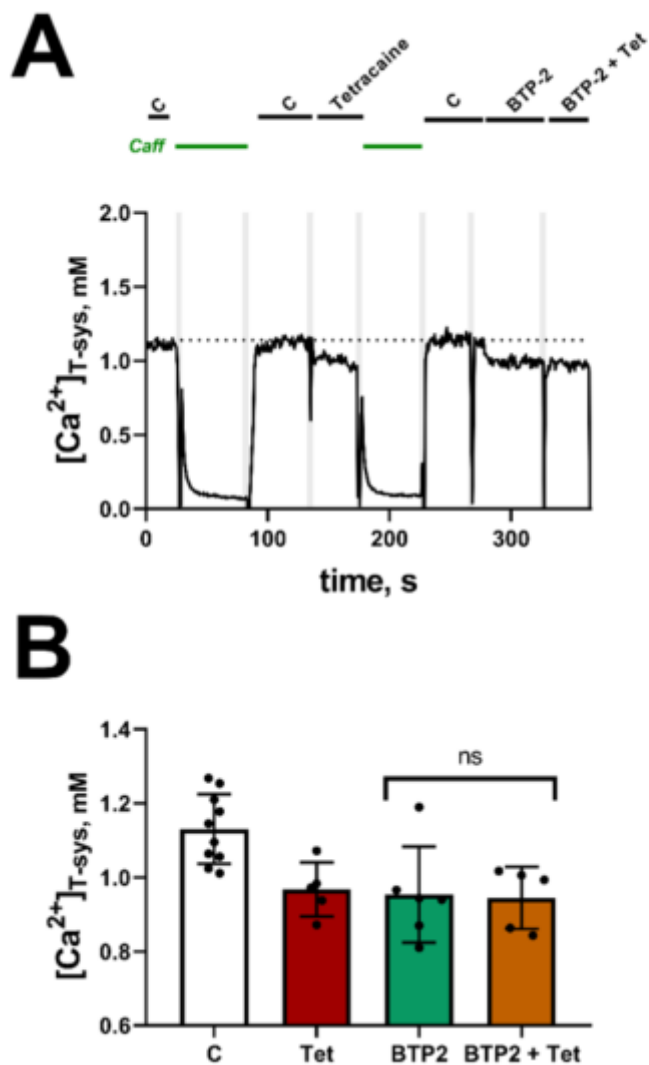 A
C C Tetracaine C BTP-2 BTP-2 + Tet
Caff
2.0
1.5
1.0
0.5
0.0
[Ca²⁺]T-sys, mM
0 100 200 300
time, s
B
1.4
1.2
1.0
0.8
0.6
[Ca²⁺]T-sys, mM
ns
C Tet BTP2 BTP2 + Tet